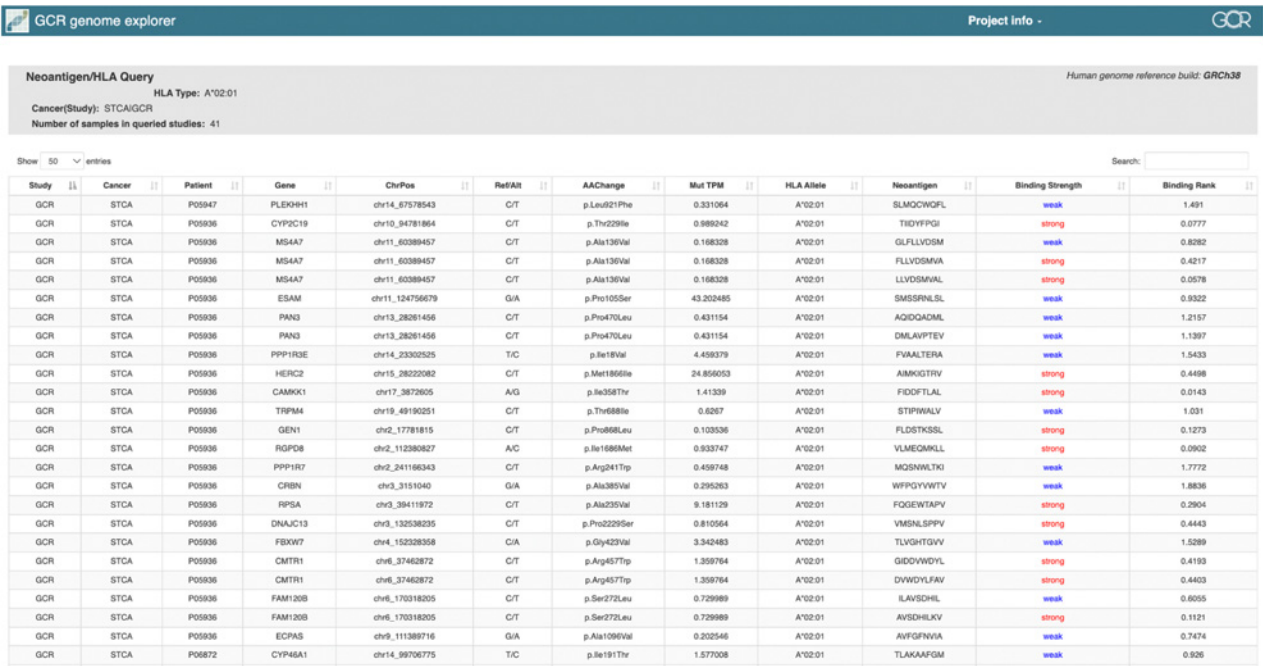 GCR genome explorer Project info - GCR
Neoantigen/HLA Query Human genome reference build: GRCh38
HLA Type: A*02:01
Cancer(Study): STCA|GCR
Number of samples in queried studies: 41
Show 50 entries Search:
Study Cancer Patient Gene ChrPos Ref/Alt AAChange Mut TPM HLA Allele Neoantigen Binding Strength Binding Rank
GCR STCA P05947 PLEKHH1 chr14_67578543 C/T p.Leu921Phe 0.331064 A*02:01 SLMQCWQFL weak 1.491
GCR STCA P05936 CYP2C19 chr10_94781864 C/T p.Thr229Ile 0.989242 A*02:01 TIIDYFPGI strong 0.0777
GCR STCA P05936 MS4A7 chr11_60389457 C/T p.Ala136Val 0.168328 A*02:01 GLFLLVDSM weak 0.8282
GCR STCA P05936 MS4A7 chr11_60389457 C/T p.Ala136Val 0.168328 A*02:01 FLLVDSMVA strong 0.4217
GCR STCA P05936 MS4A7 chr11_60389457 C/T p.Ala136Val 0.168328 A*02:01 LLVDSMVAL strong 0.0578
GCR STCA P05936 ESAM chr11_124756679 G/A p.Pro105Ser 43.202485 A*02:01 SMSSRNLSL weak 0.9322
GCR STCA P05936 PAN3 chr13_28261456 C/T p.Pro470Leu 0.431154 A*02:01 AQIDQADML weak 1.2157
GCR STCA P05936 PAN3 chr13_28261456 C/T p.Pro470Leu 0.431154 A*02:01 DMLAVPTEV weak 1.1397
GCR STCA P05936 PPP1R3E chr14_23302525 T/C p.Ile18Val 4.459379 A*02:01 FVAALTERA weak 1.5433
GCR STCA P05936 HERC2 chr15_28222082 C/T p.Met1866Ile 24.856053 A*02:01 AIMKIGTRV strong 0.4498
GCR STCA P05936 CAMKK1 chr17_3872605 A/G p.Ile358Thr 1.41339 A*02:01 FIDDFTLAL strong 0.0143
GCR STCA P05936 TRPM4 chr19_49190251 C/T p.Thr688Ile 0.6267 A*02:01 STIPIWALV weak 1.031
GCR STCA P05936 GEN1 chr2_17781815 C/T p.Pro868Leu 0.103536 A*02:01 FLDSTKSSL strong 0.1273
GCR STCA P05936 RGPD8 chr2_112380827 A/C p.Ile1686Met 0.933747 A*02:01 VLMEQMKLL strong 0.0902
GCR STCA P05936 PPP1R7 chr2_241166343 C/T p.Arg241Trp 0.459748 A*02:01 MQSNWLTKI weak 1.7772
GCR STCA P05936 CRBN chr3_3151040 G/A p.Ala385Val 0.295263 A*02:01 WFPGYVWTV weak 1.8836
GCR STCA P05936 RPSA chr3_39411972 C/T p.Ala235Val 9.181129 A*02:01 FQGEWTAPV strong 0.2904
GCR STCA P05936 DNAJC13 chr3_132538235 C/T p.Pro2229Ser 0.810564 A*02:01 VMSNLSPPV strong 0.4443
GCR STCA P05936 FBXW7 chr4_152328358 C/A p.Gly423Val 3.342483 A*02:01 TLVGHTGVV weak 1.5289
GCR STCA P05936 CMTR1 chr6_37462872 C/T p.Arg457Trp 1.359764 A*02:01 GIDDVWDYL strong 0.4193
GCR STCA P05936 CMTR1 chr6_37462872 C/T p.Arg457Trp 1.359764 A*02:01 DVWDYLFAV strong 0.4403
GCR STCA P05936 FAM120B chr6_170318205 C/T p.Ser272Leu 0.729989 A*02:01 ILAVSDHIL weak 0.6055
GCR STCA P05936 FAM120B chr6_170318205 C/T p.Ser272Leu 0.729989 A*02:01 AVSDHILKV strong 0.1121
GCR STCA P05936 ECPAS chr9_111389716 G/A p.Ala1096Val 0.202546 A*02:01 AVFGFNVIA weak 0.7474
GCR STCA P06872 CYP46A1 chr14_99706775 T/C p.Ile191Thr 1.577008 A*02:01 TLAKAAFGM weak 0.926